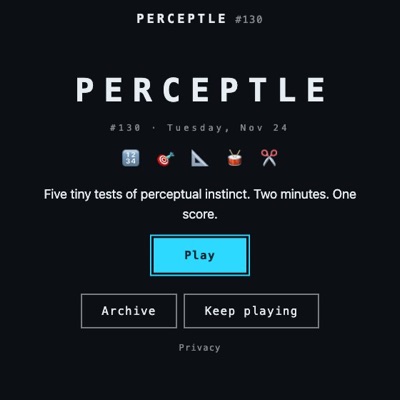 PERCEPTLE #130
PERCEPTLE
#130 · Tuesday, Nov 24
Five tiny tests of perceptual instinct. Two minutes. One
score.
Play
Archive Keep playing
Privacy